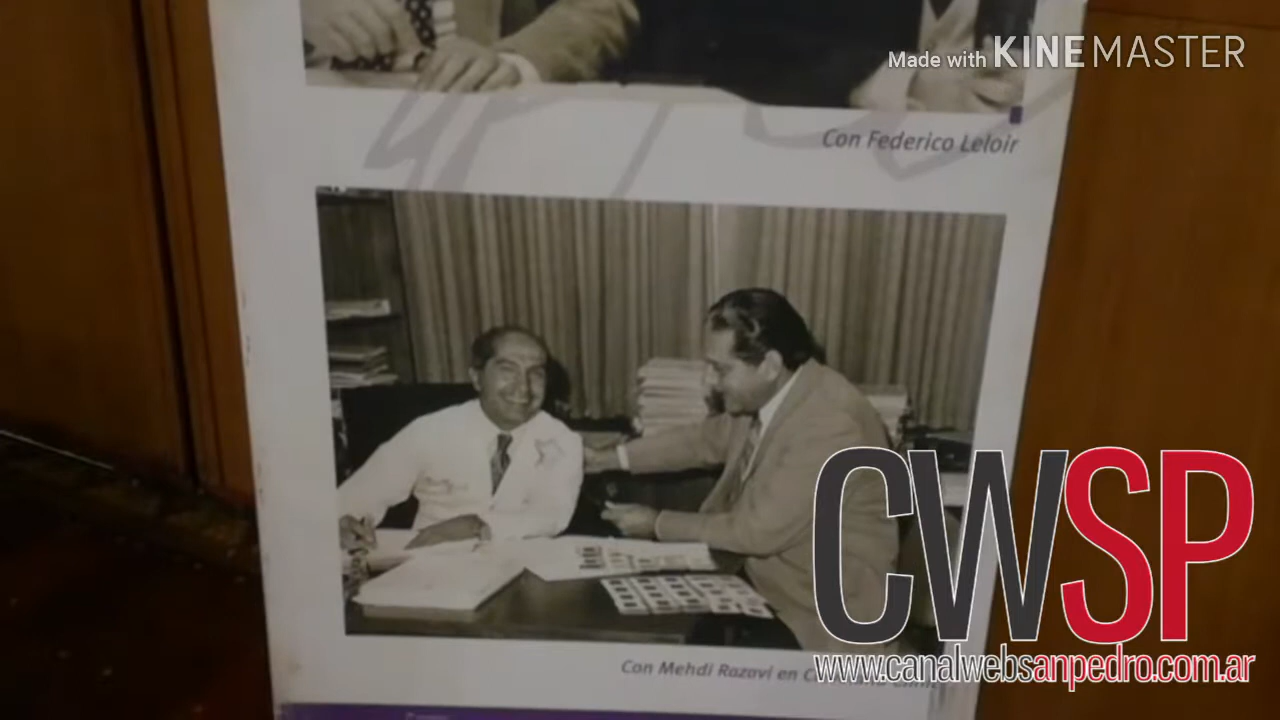 Made with KINEMASTER
Con Federico Leloir
Con Mehdi Razavi en
CWSP
www.canalwebsanpedro.com.ar